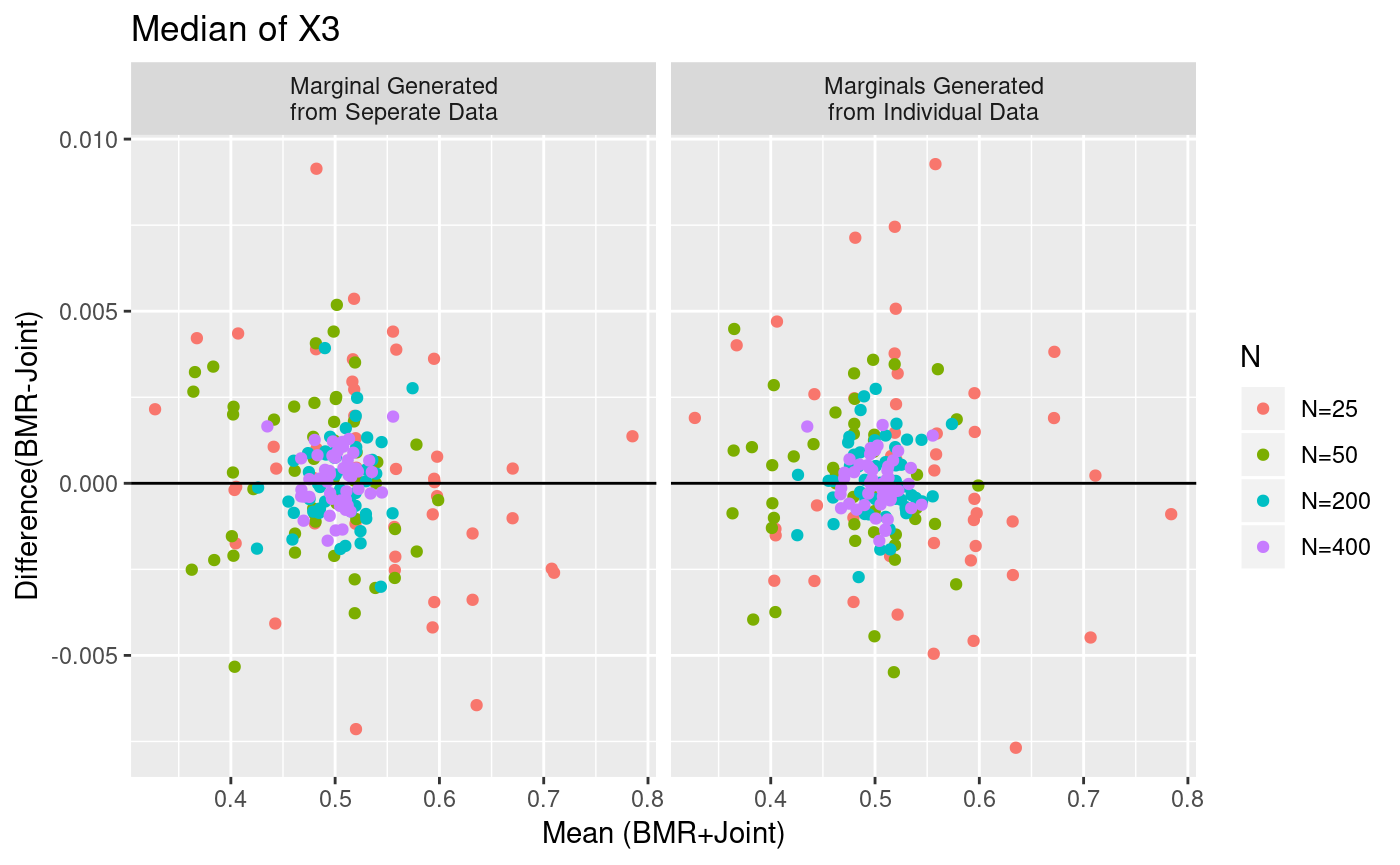 Median of X3
Marginal Generated
from Seperate Data
Marginals Generated
from Individual Data
0.010
0.005
0.000
-0.005
Difference(BMR-Joint)
0.4
0.5
0.6
0.7
0.8
0.4
0.5
0.6
0.7
0.8
Mean (BMR+Joint)
N
N=25
N=50
N=200
N=400